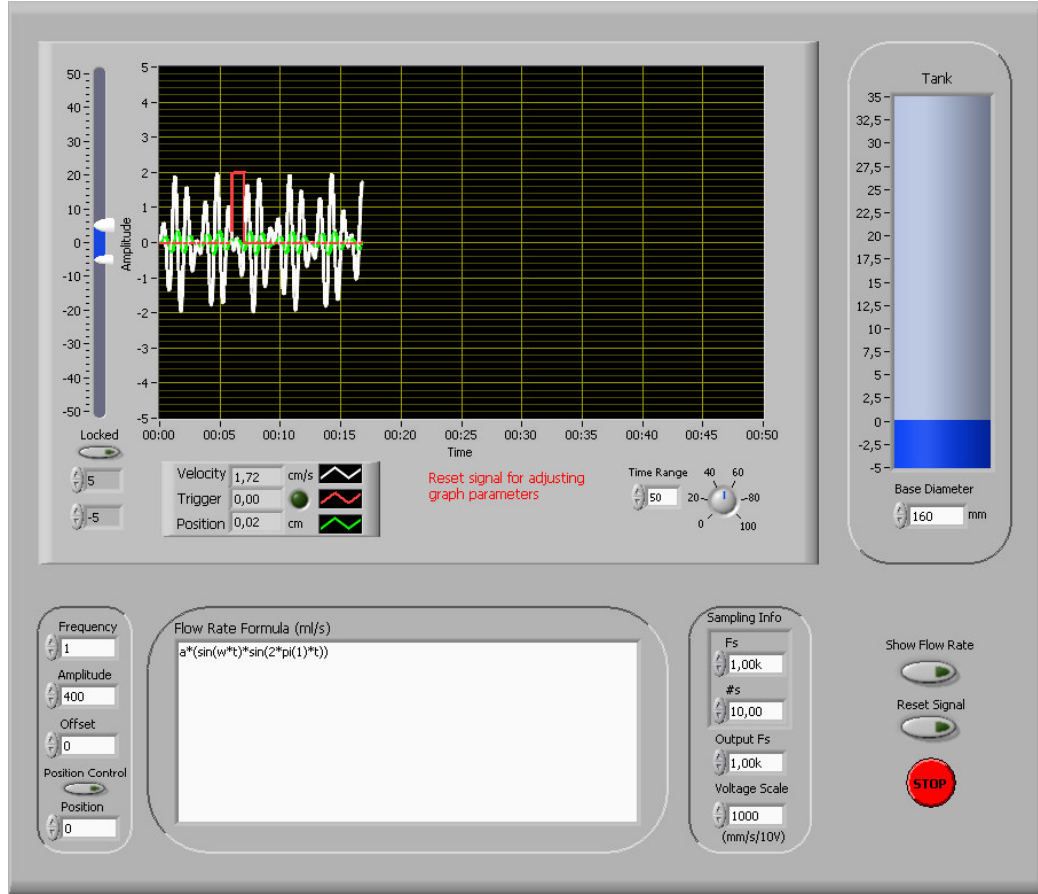 50
40
30
20
10
0
-10
-20
-30
-40
-50
Locked
5
-5
Amplitude
5
4
3
2
1
0
-1
-2
-3
-4
-5
00:00 00:05 00:10 00:15 00:20 00:25 00:30 00:35 00:40 00:45 00:50
Time
Velocity 1,72 cm/s
Trigger 0,00
Position 0,02 cm
Reset signal for adjusting
graph parameters
Time Range
50
0 20 40 60 80 100
Tank
35
32,5
30
27,5
25
22,5
20
17,5
15
12,5
10
7,5
5
2,5
0
-2,5
-5
Base Diameter
160 mm
Frequency
1
Amplitude
400
Offset
0
Position Control
Position
0
Flow Rate Formula (ml/s)
a*(sin(w*t)*sin(2*pi(1)*t))
Sampling Info
Fs
1,00k
#s
10,00
Output Fs
1,00k
Voltage Scale
1000
(mm/s/10V)
Show Flow Rate
Reset Signal
STOP